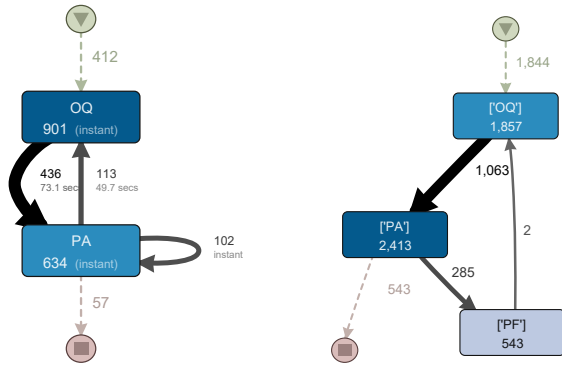 412
OQ
901 (instant)
436
73.1 secs
113
49.7 secs
PA
634 (instant)
102
instant
57
1,844
['OQ']
1,857
1,063
['PA']
2,413
2
285
543
['PF']
543